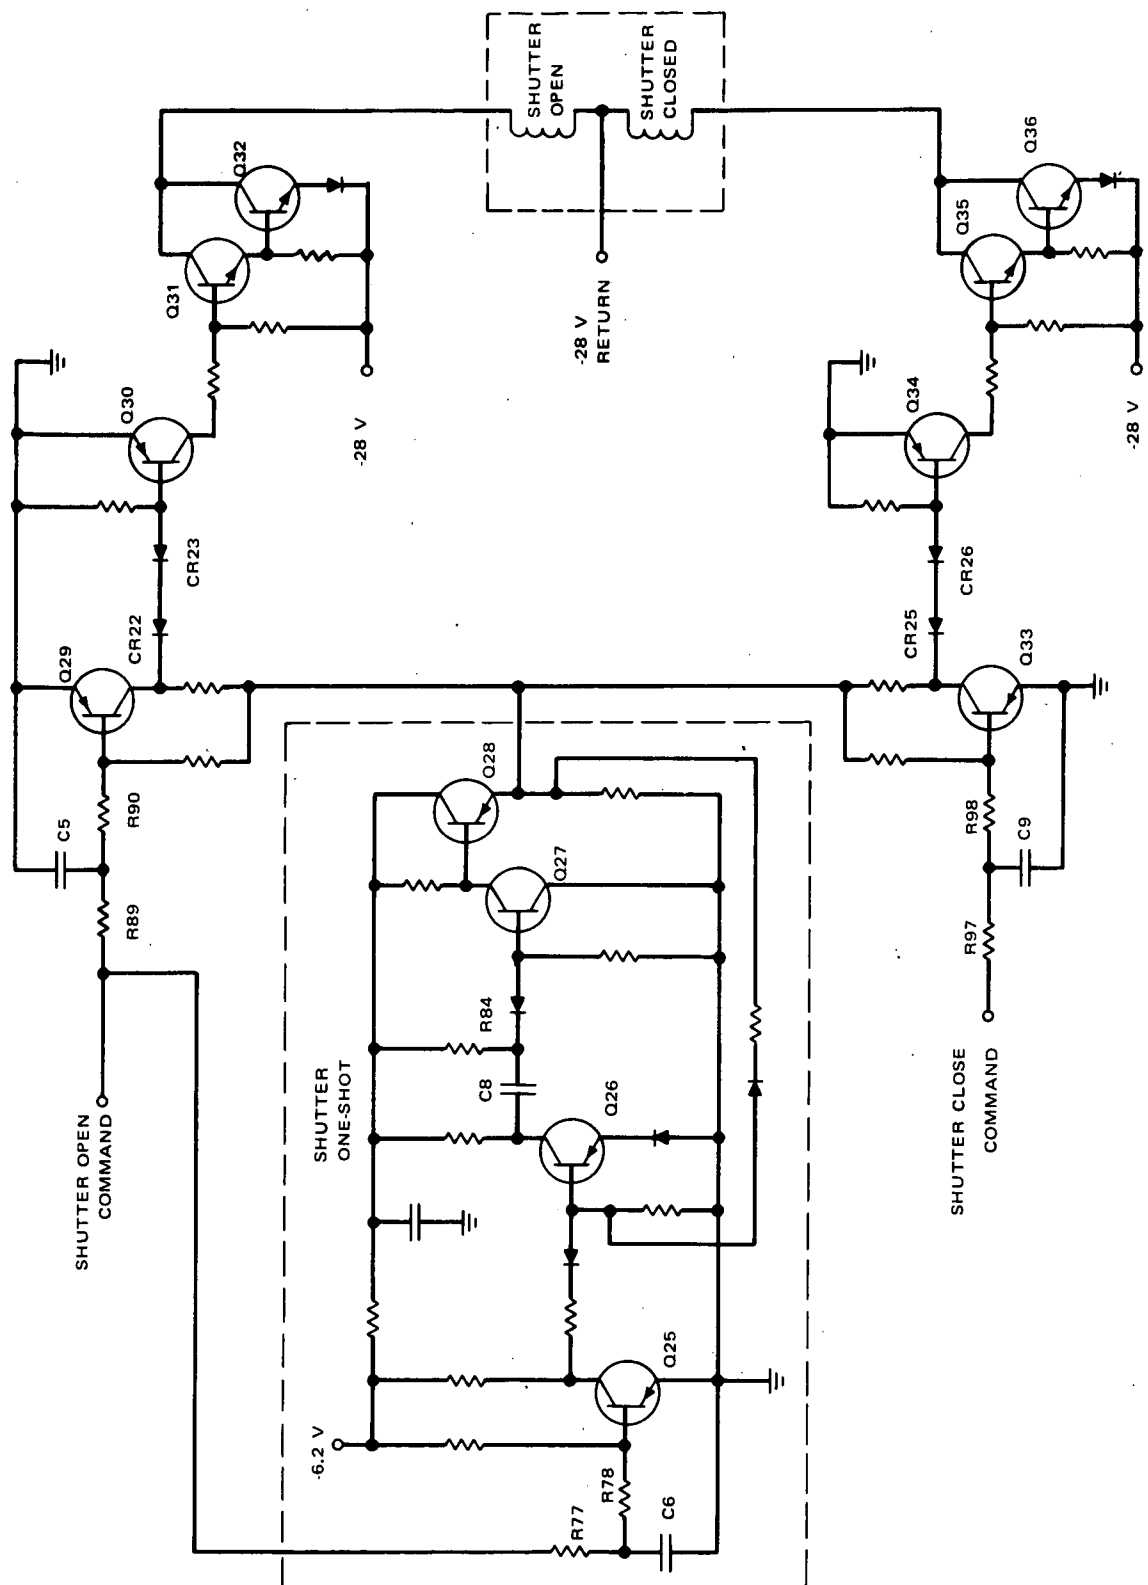 SHUTTER OPEN
COMMAND
R89
C5
R90
Q29
CR22
CR23
Q30
Q31
Q32
-28 V
SHUTTER
OPEN
SHUTTER
CLOSED
-28 V
RETURN
-6.2 V
SHUTTER
ONE-SHOT
R77
R78
C6
Q25
Q26
C8
R84
Q27
Q28
SHUTTER CLOSE
COMMAND
R97
R98
C9
Q33
CR25
CR26
Q34
Q35
Q36
-28 V